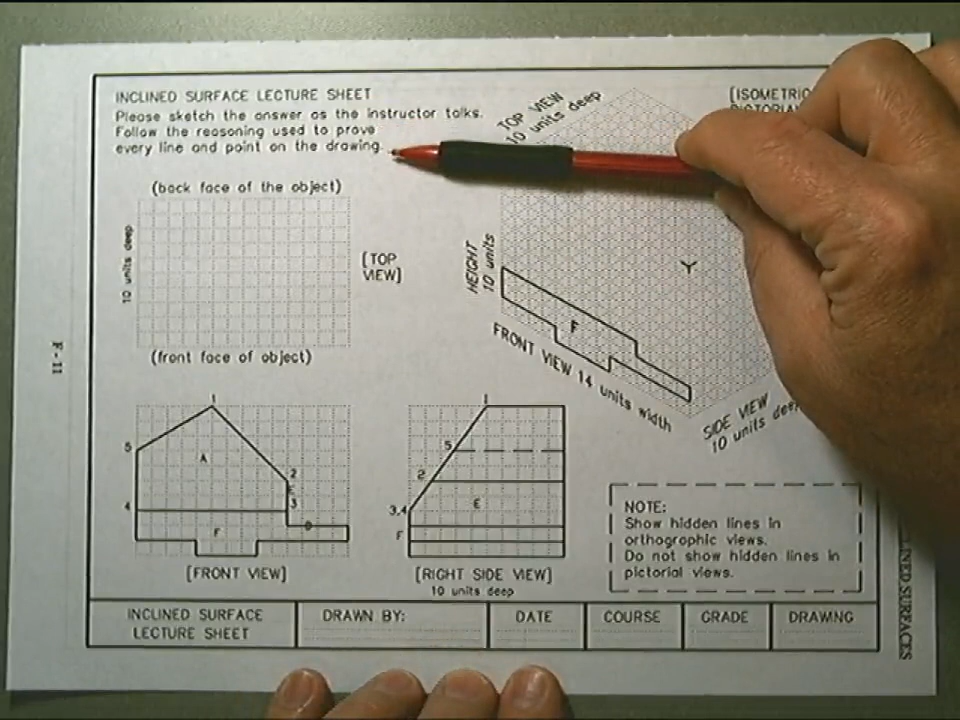 INCLINED SURFACE LECTURE SHEET
Please sketch the answer as the instructor talks.
Follow the reasoning used to prove
every line and point on the drawing.
TOP VIEW
10 units deep
[ISOMETRIC
(back face of the object)
10 units deep
[TOP
VIEW]
(front face of object)
HEIGHT
10 units
Y
F
FRONT VIEW 14 units width
SIDE VIEW
10 units deep
F-11
1
5
A
2
E
3
4
D
F
[FRONT VIEW]
1
5
2
E
3,4
F
[RIGHT SIDE VIEW]
10 units deep
NOTE:
Show hidden lines in
orthographic views.
Do not show hidden lines in
pictorial views.
INCLINED SURFACE
LECTURE SHEET
DRAWN BY:
DATE
COURSE
GRADE
DRAWING
SURFACES